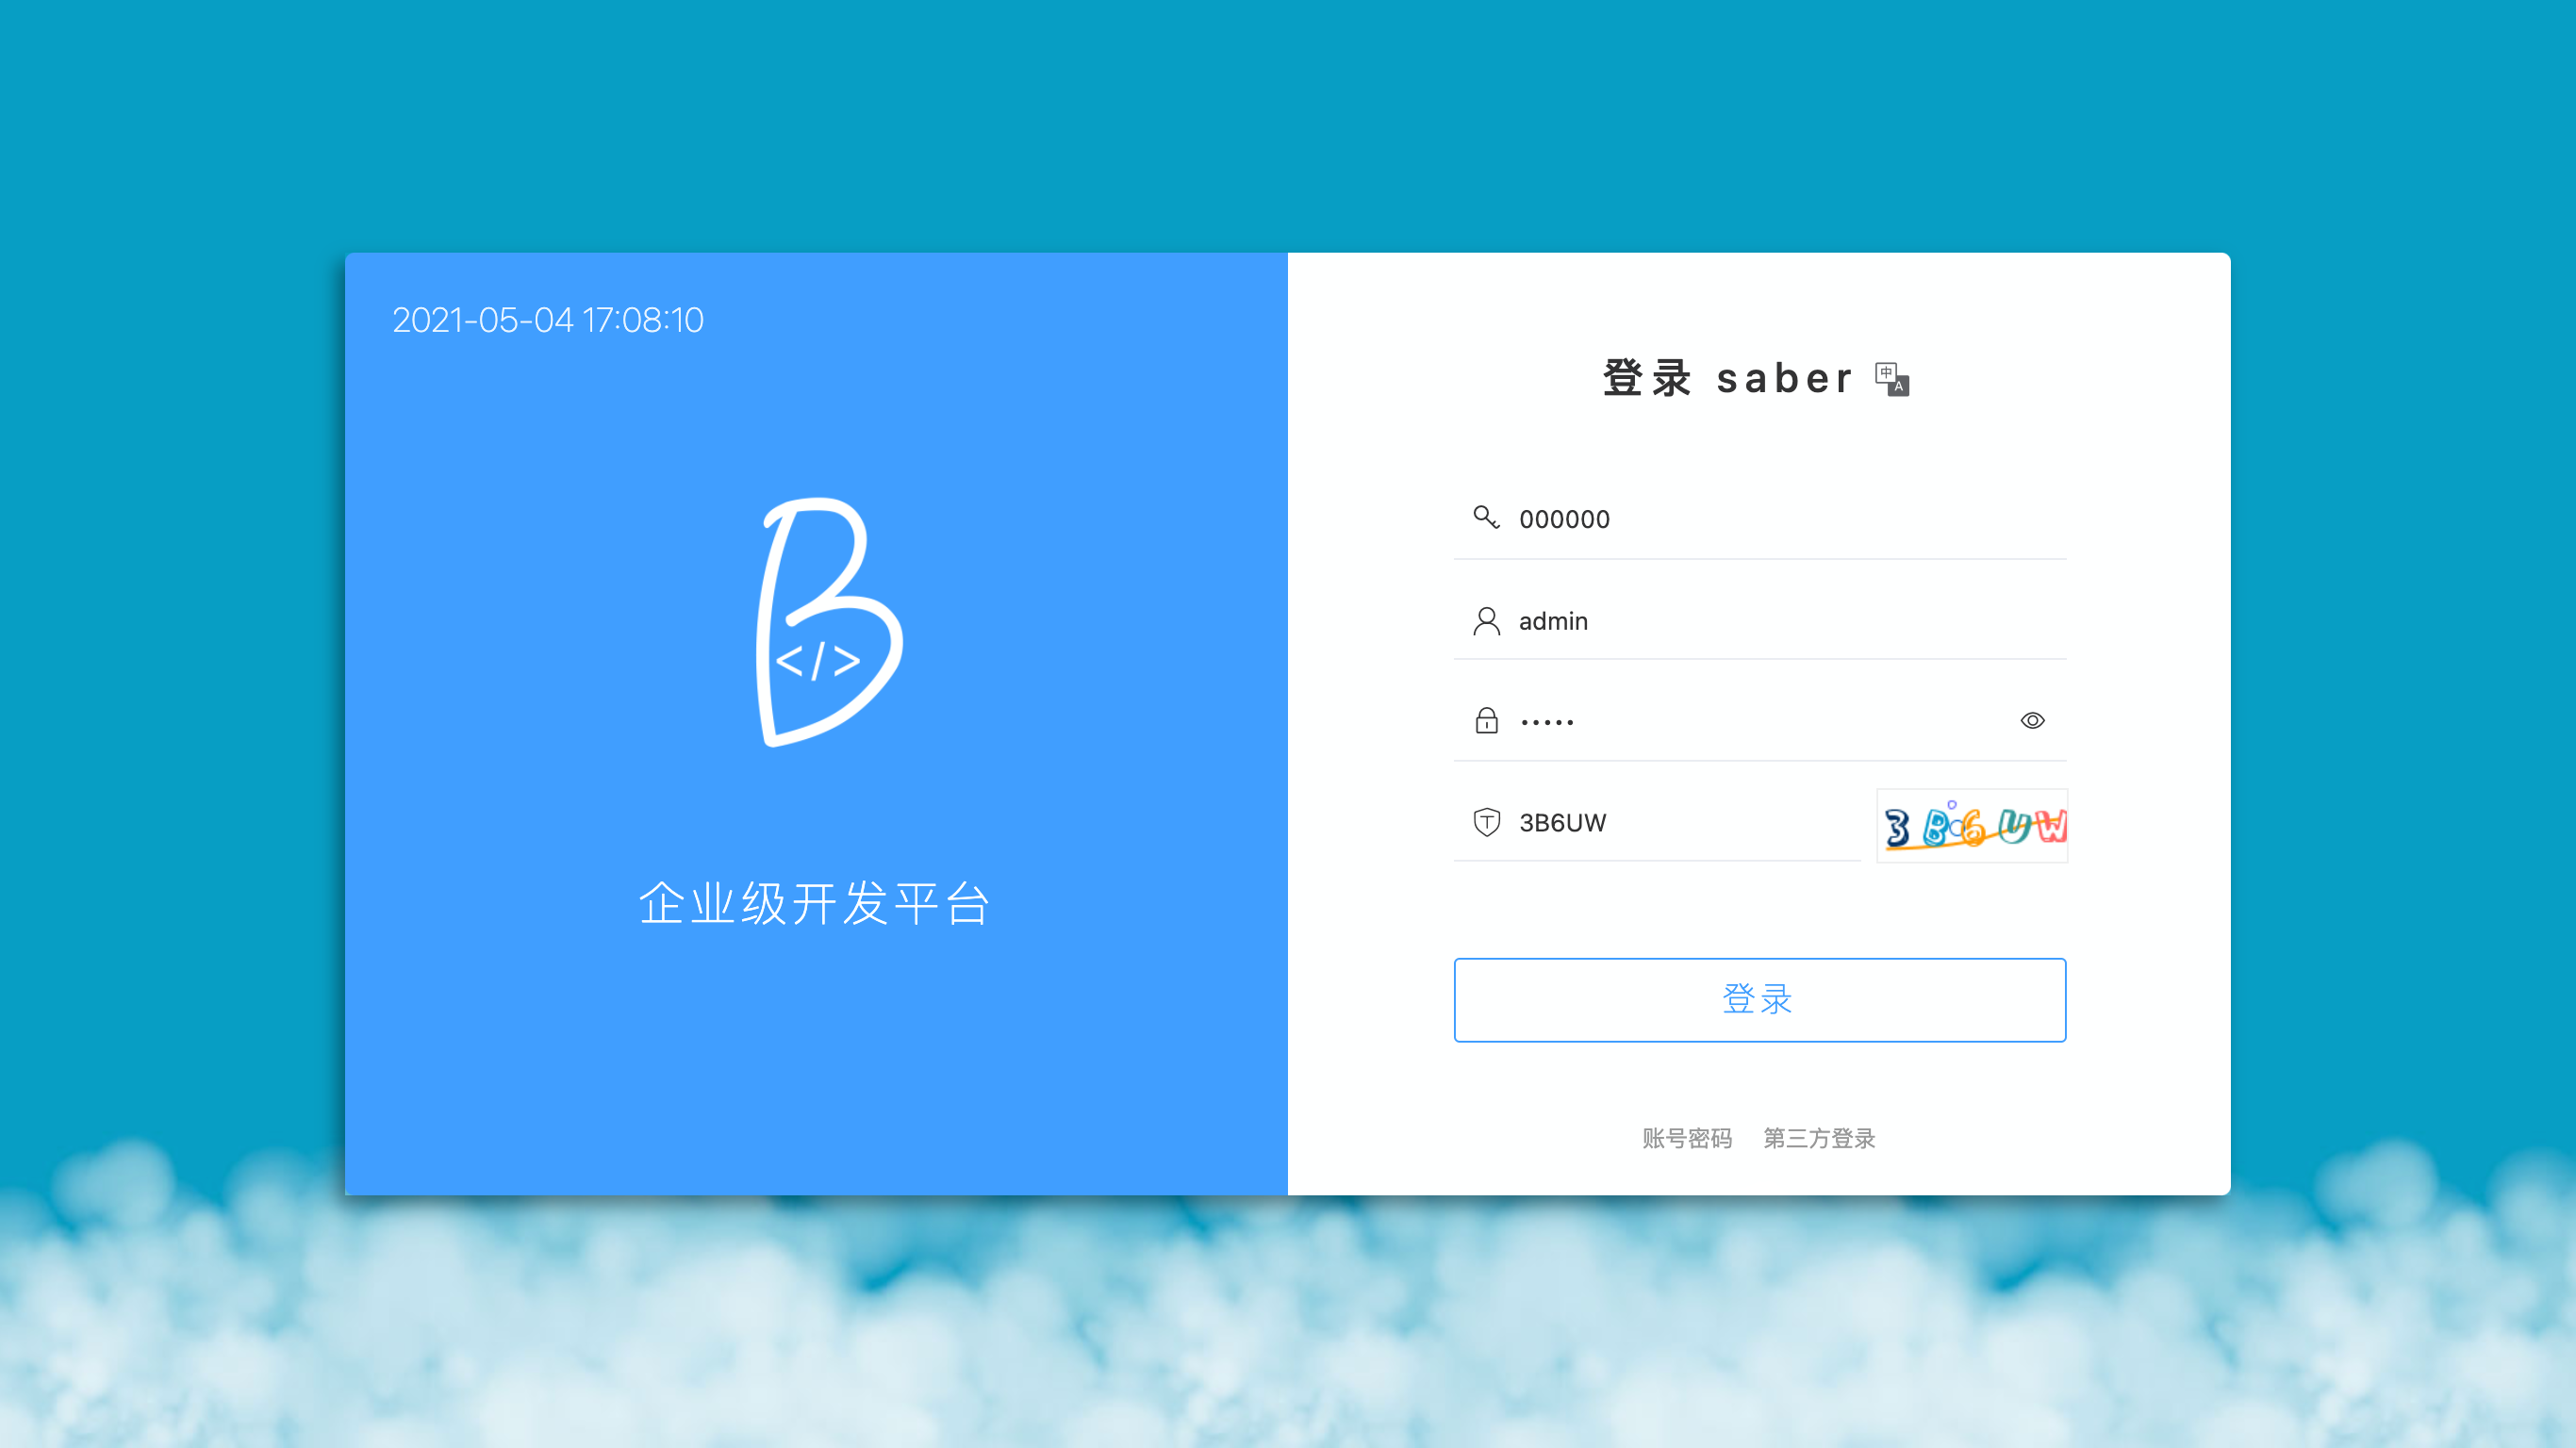 2021-05-04 17:08:10
B
</>
企业级开发平台
登录 saber
中
A
000000
admin
•••••
T
3B6UW
3B6UW
登录
账号密码 第三方登录